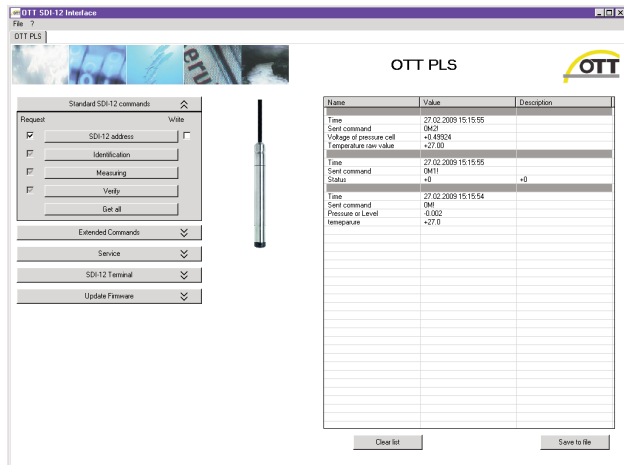 OTT SDI-12 Interface
File ?
OTT PLS
OTT PLS
OTT
Standard SDI-12 commands
Request Write
SDI-12 address
Identification
Measuring
Verify
Get all
Extended Commands
Service
SDI-12 Terminal
Update Firmware
Name Value Description
Time 27.02.2009 15:15:55
Sent command 0M2!
Voltage of pressure cell +0.49924
Temperature raw value +27.00
Time 27.02.2009 15:15:55
Sent command 0M1!
Status +0 +0
Time 27.02.2009 15:15:54
Sent command 0M!
Pressure or Level -0.002
temeparure +27.0
Clear list Save to file